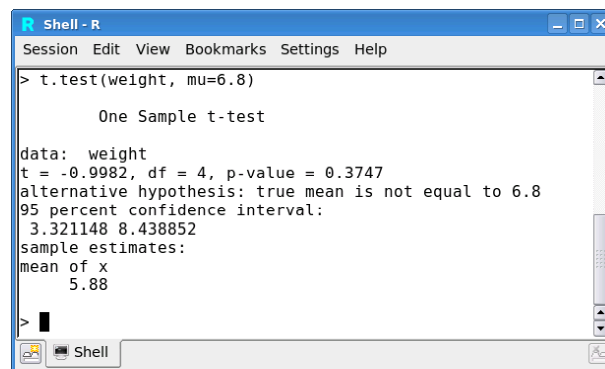 Shell - R
Session Edit View Bookmarks Settings Help
> t.test(weight, mu=6.8)
One Sample t-test
data:  weight
t = -0.9982, df = 4, p-value = 0.3747
alternative hypothesis: true mean is not equal to 6.8
95 percent confidence interval:
 3.321148 8.438852
sample estimates:
mean of x
5.88
>
Shell